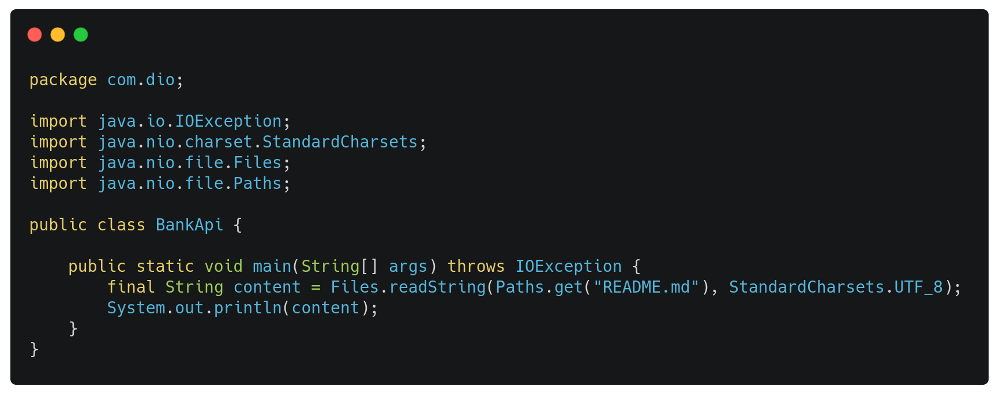 package com.dio;

import java.io.IOException;
import java.nio.charset.StandardCharsets;
import java.nio.file.Files;
import java.nio.file.Paths;

public class BankApi {

    public static void main(String[] args) throws IOException {
        final String content = Files.readString(Paths.get("README.md"), StandardCharsets.UTF_8);
        System.out.println(content);
    }
}